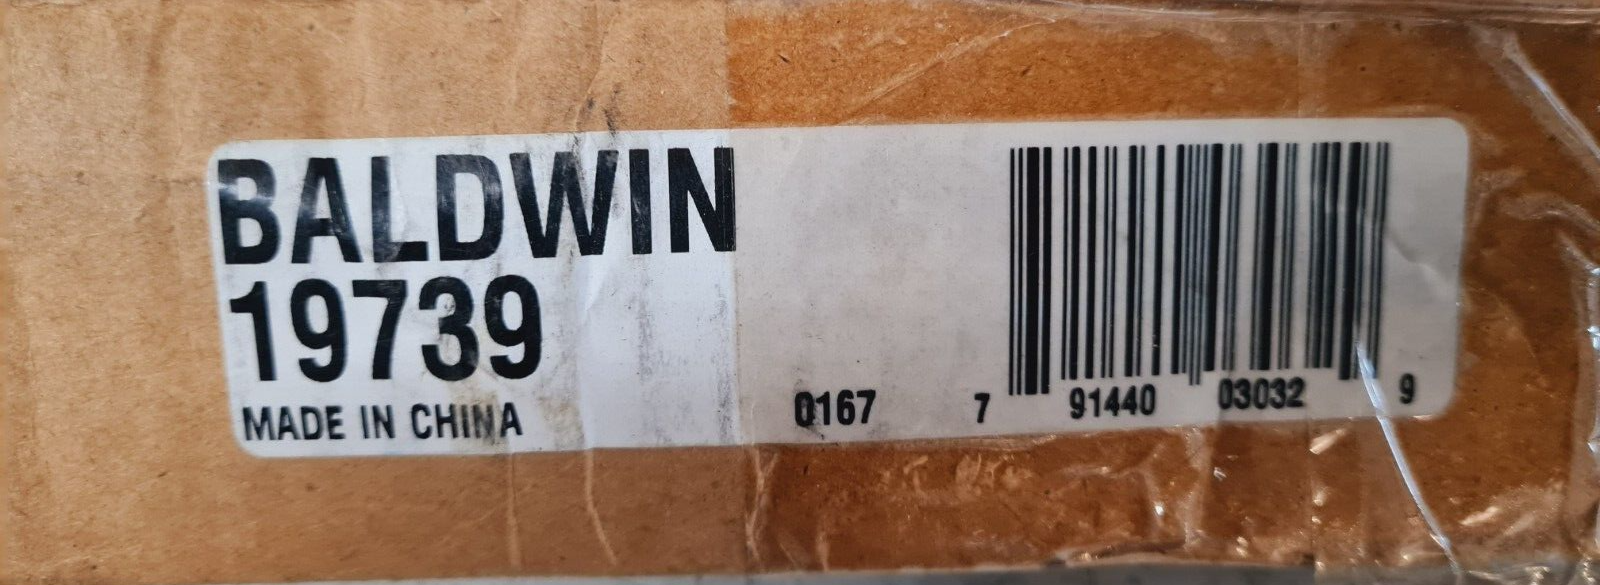 BALDWIN
19739
MADE IN CHINA
0167
7 91440 03032 9